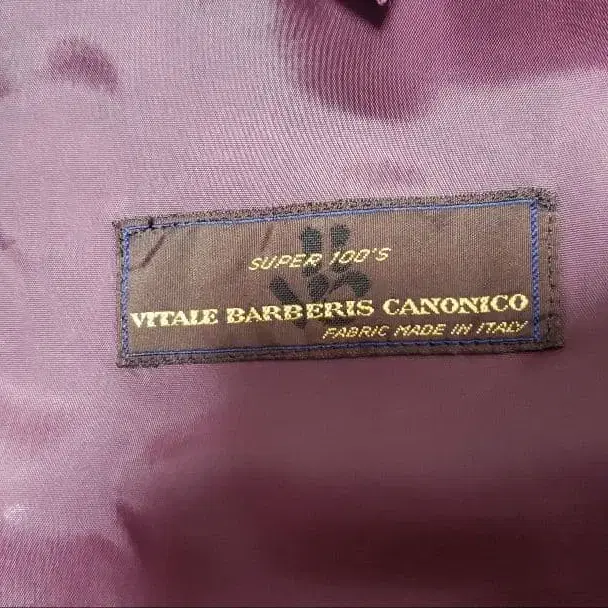 SUPER 100'S
VITALE BARBERIS CANONICO
FABRIC MADE IN ITALY